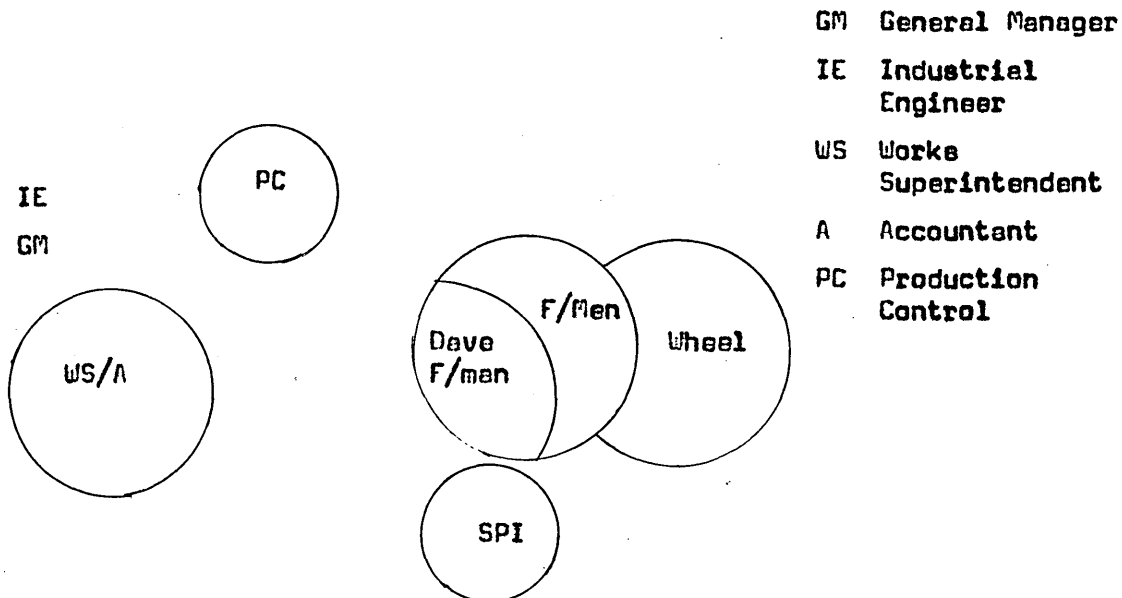 GM General Manager
IE Industrial
Engineer
WS Works
Superintendent
A Accountant
PC Production
Control
PC
IE
GM
F/Men
Dave
F/man
Wheel
WS/A
SPI